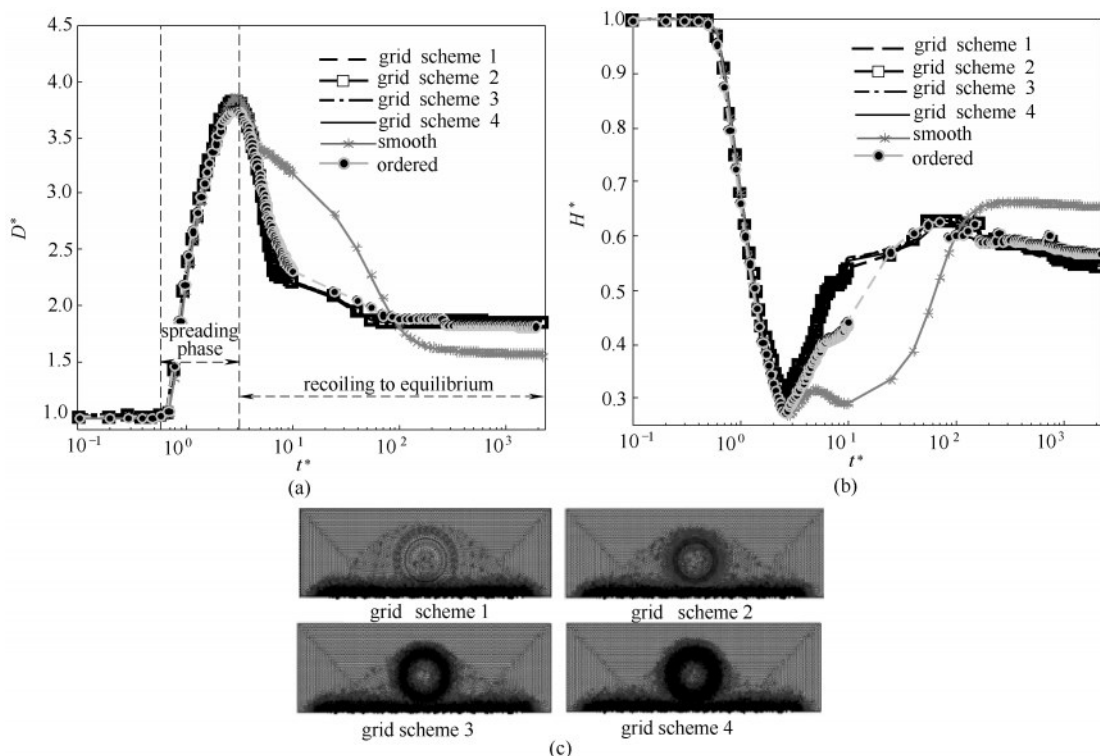 (a)
4.5
4.0
3.5
3.0
2.5
2.0
1.5
1.0
D*
grid scheme 1
grid scheme 2
grid scheme 3
grid scheme 4
smooth
ordered
spreading
phase
recoiling to equilibrium
10⁻¹ 10⁰ 10¹ 10² 10³
t*
(a)
1.0
0.9
0.8
0.7
0.6
0.5
0.4
0.3
H*
grid scheme 1
grid scheme 2
grid scheme 3
grid scheme 4
smooth
ordered
10⁻¹ 10⁰ 10¹ 10² 10³
t*
(b)
grid scheme 1 grid scheme 2
grid scheme 3 grid scheme 4
(c)